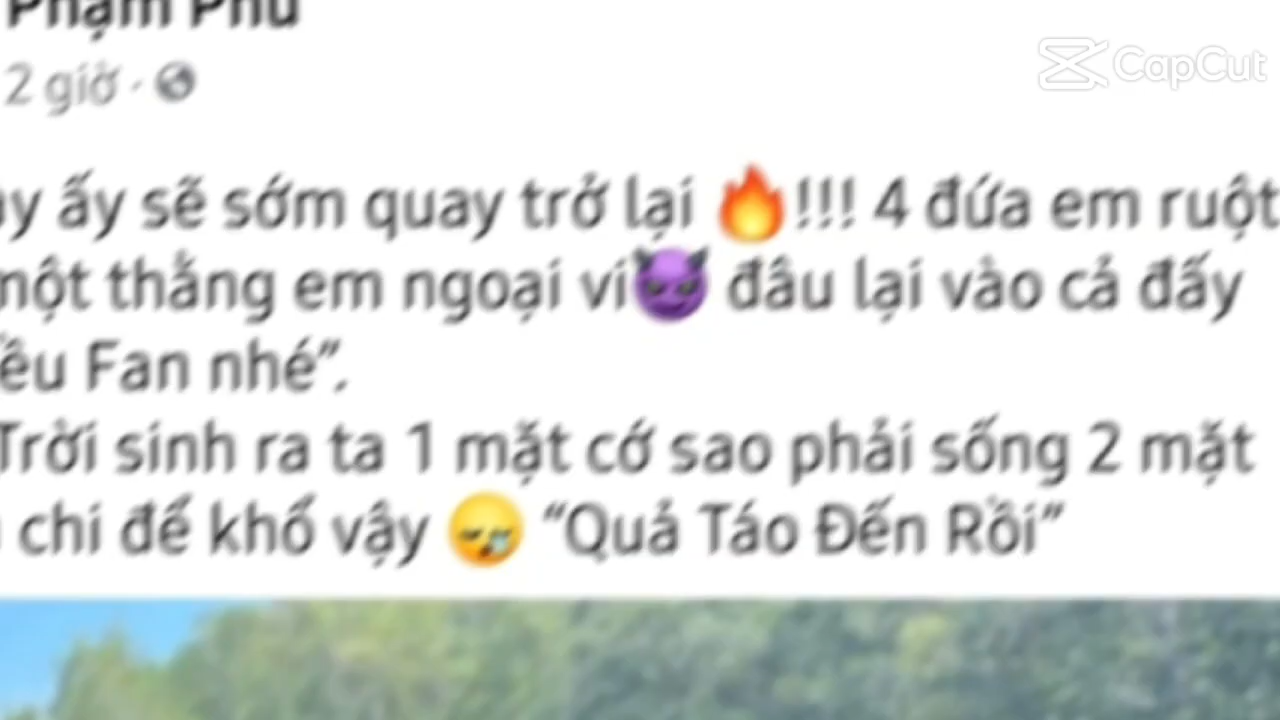 Phạm Phú
2 giờ ·
CapCut
ấy sẽ sớm quay trở lại 🔥!!! 4 đứa em ruột
một thằng em ngoại vi😈 đâu lại vào cả đấy
Fan nhé”.
Trời sinh ra ta 1 mặt cớ sao phải sống 2 mặt
chi để khổ vậy 😪 “Quả Táo Đến Rồi”